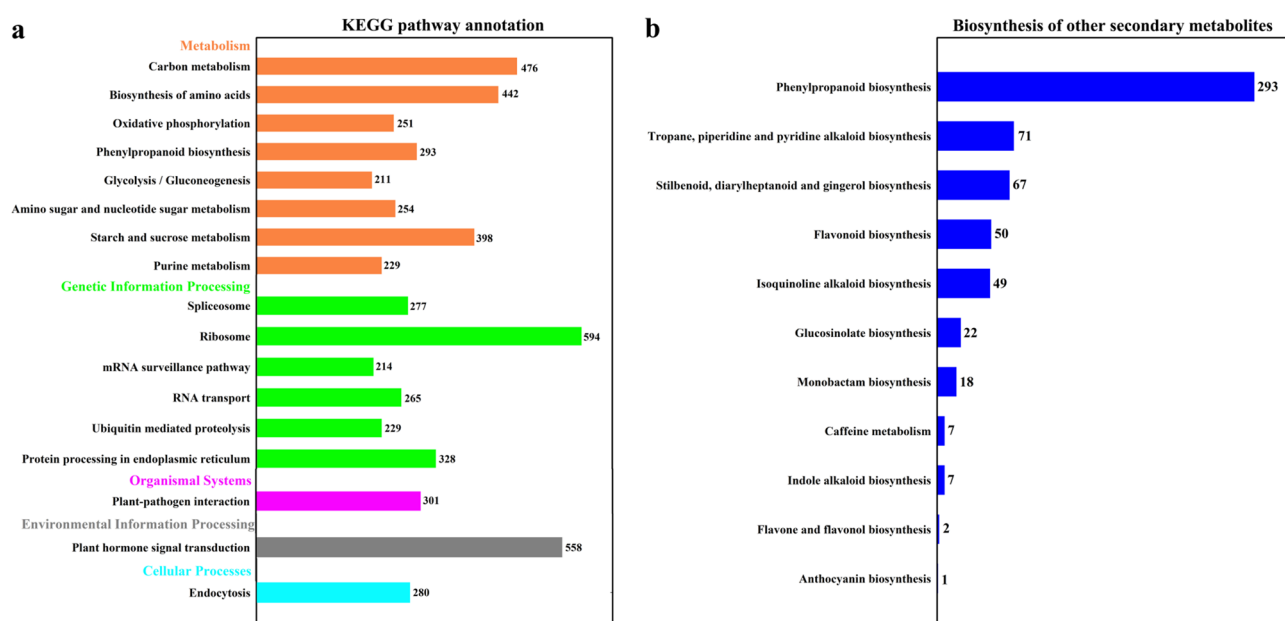 a
KEGG pathway annotation
Metabolism
Carbon metabolism 476
Biosynthesis of amino acids 442
Oxidative phosphorylation 251
Phenylpropanoid biosynthesis 293
Glycolysis / Gluconeogenesis 211
Amino sugar and nucleotide sugar metabolism 254
Starch and sucrose metabolism 398
Purine metabolism 229
Genetic Information Processing
Spliceosome 277
Ribosome 594
mRNA surveillance pathway 214
RNA transport 265
Ubiquitin mediated proteolysis 229
Protein processing in endoplasmic reticulum 328
Organismal Systems
Plant-pathogen interaction 301
Environmental Information Processing
Plant hormone signal transduction 558
Cellular Processes
Endocytosis 280
b
Biosynthesis of other secondary metabolites
Phenylpropanoid biosynthesis 293
Tropane, piperidine and pyridine alkaloid biosynthesis 71
Stilbenoid, diarylheptanoid and gingerol biosynthesis 67
Flavonoid biosynthesis 50
Isoquinoline alkaloid biosynthesis 49
Glucosinolate biosynthesis 22
Monobactam biosynthesis 18
Caffeine metabolism 7
Indole alkaloid biosynthesis 7
Flavone and flavonol biosynthesis 2
Anthocyanin biosynthesis 1